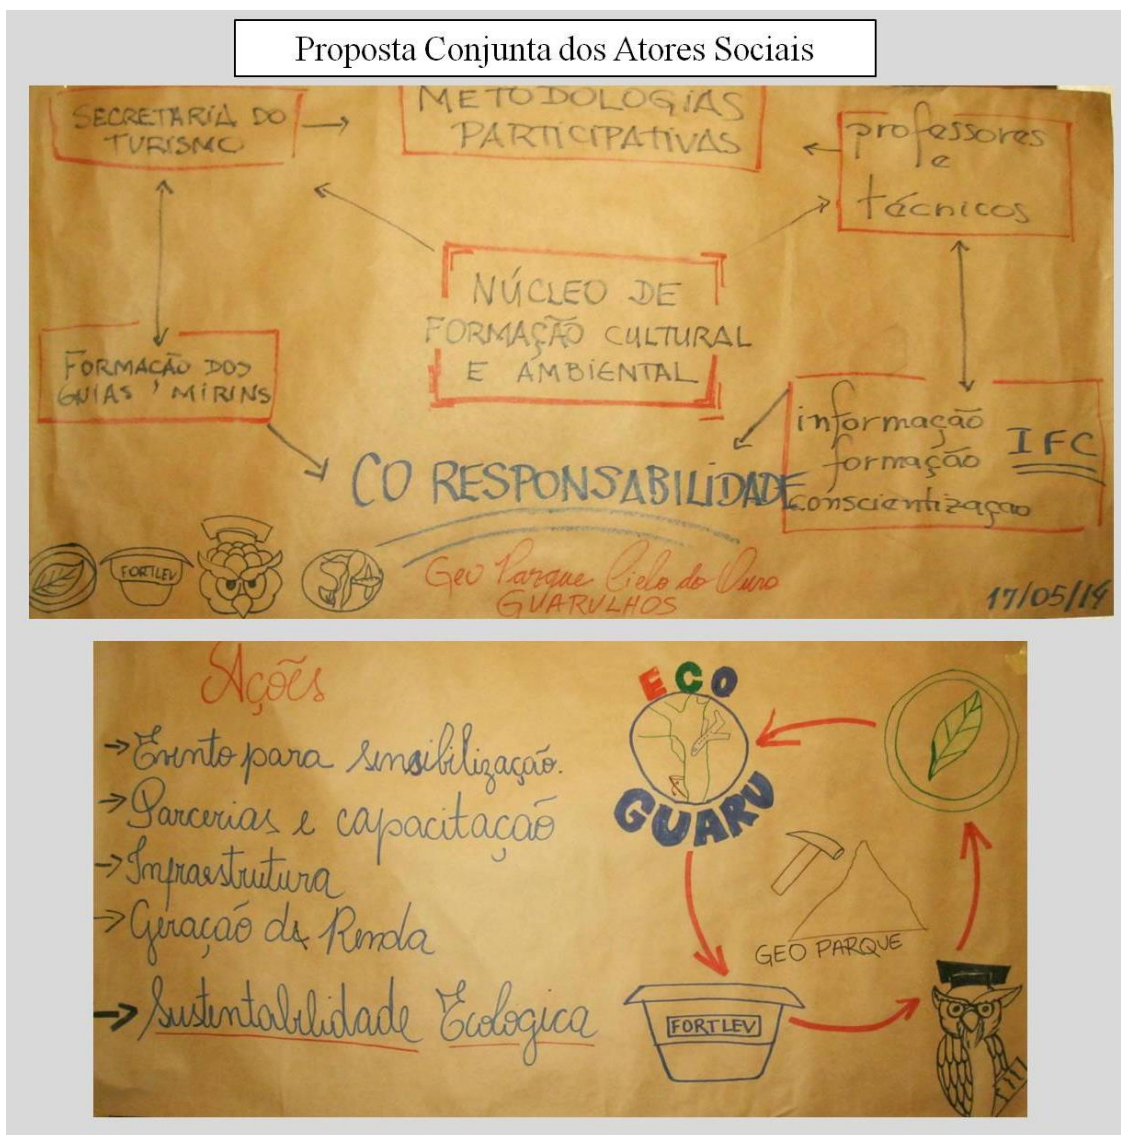 Proposta Conjunta dos Atores Sociais
SECRETARIA DO
TURISMO
METODOLOGIAS
PARTICIPATIVAS
professores
e
técnicos
NÚCLEO DE
FORMAÇÃO CULTURAL
E AMBIENTAL
FORMACÃO DOS
GUIAS MIRINS
informação
formação
conscientização
IFC
CO RESPONSABILIDADE
FORTLEV
Geo Parque Ciclo do Ouro
GUARULHOS
17/05/14
Ações
Evento para sensibilização.
Parcerias e capacitação
Infraestrutura
Geração de Renda
Sustentabilidade Ecologica
ECO
GUARU
GEO PARQUE
FORTLEV